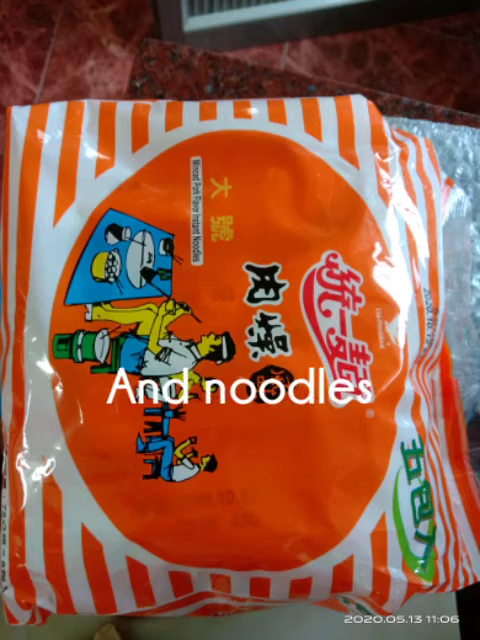 統一麵
肉燥
大號
Minced Pork Flavor Instant Noodles
五包入
And noodles
2020.05.13 11:06